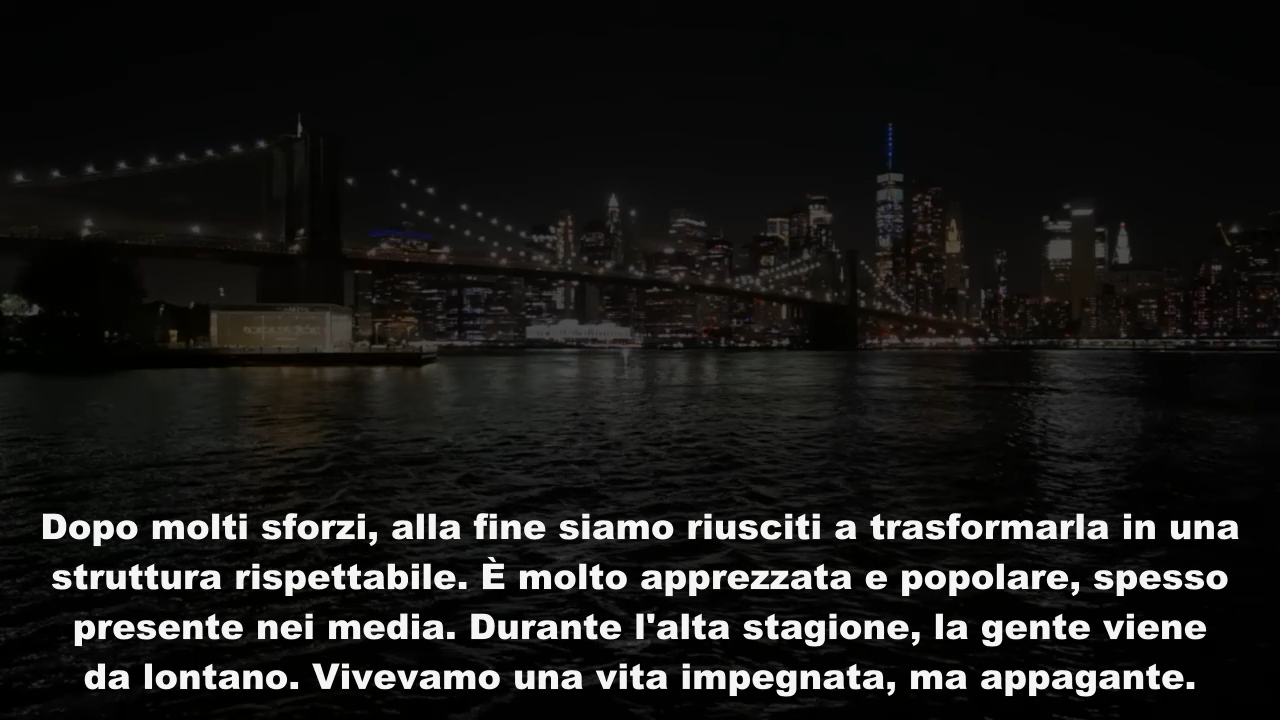 Dopo molti sforzi, alla fine siamo riusciti a trasformarla in una
struttura rispettabile. È molto apprezzata e popolare, spesso
presente nei media. Durante l'alta stagione, la gente viene
da lontano. Vivevamo una vita impegnata, ma appagante.